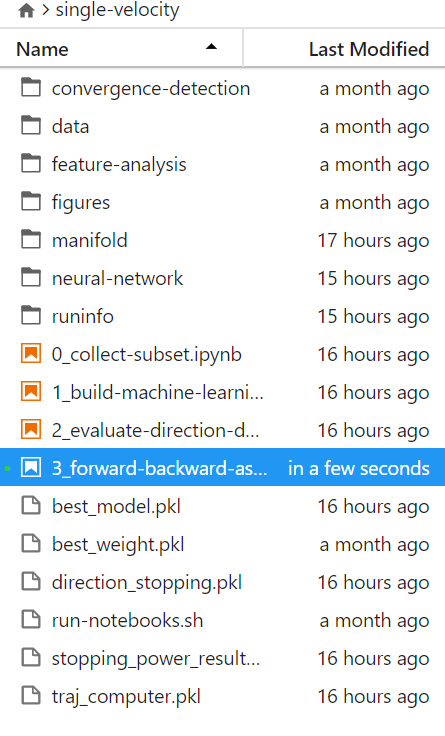 single-velocity
Name Last Modified
convergence-detection a month ago
data a month ago
feature-analysis a month ago
figures a month ago
manifold 17 hours ago
neural-network 15 hours ago
runinfo 15 hours ago
0_collect-subset.ipynb 16 hours ago
1_build-machine-learni... 16 hours ago
2_evaluate-direction-d... 16 hours ago
3_forward-backward-as... in a few seconds
best_model.pkl 16 hours ago
best_weight.pkl a month ago
direction_stopping.pkl 16 hours ago
run-notebooks.sh a month ago
stopping_power_result... 16 hours ago
traj_computer.pkl 16 hours ago